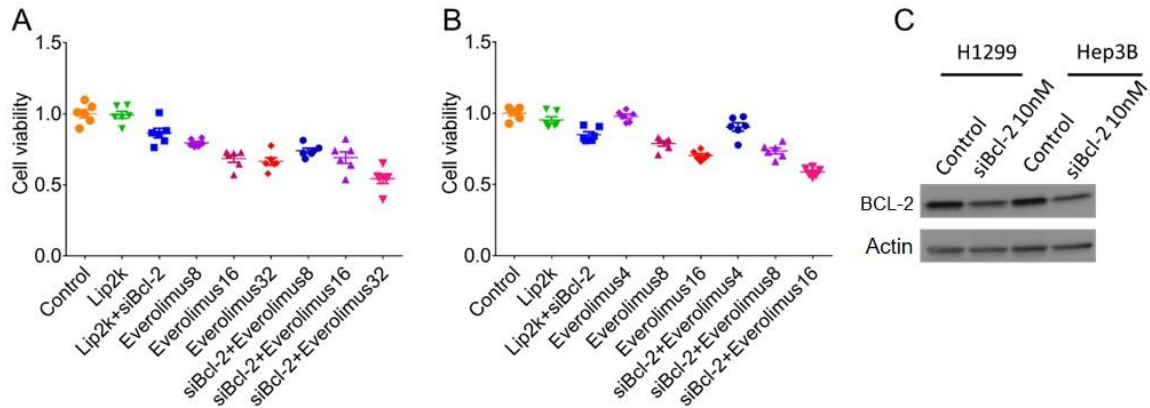 A
Cell viability
1.5
1.0
0.5
0.0
Control
Lip2k
Lip2k+siBcl-2
Everolimus8
Everolimus16
Everolimus32
siBcl-2+Everolimus8
siBcl-2+Everolimus16
siBcl-2+Everolimus32
B
Cell viability
1.5
1.0
0.5
0.0
Control
Lip2k
Lip2k+siBcl-2
Everolimus4
Everolimus8
Everolimus16
siBcl-2+Everolimus4
siBcl-2+Everolimus8
siBcl-2+Everolimus16
C
H1299
Hep3B
Control
siBcl-2 10nM
Control
siBcl-2 10nM
BCL-2
Actin